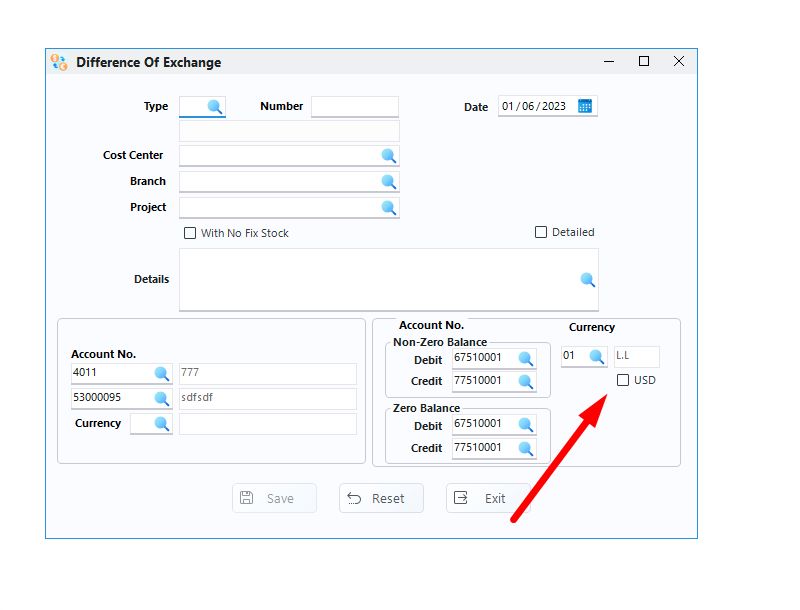 Difference Of Exchange
Type Number Date 01/06/2023
Cost Center
Branch
Project
With No Fix Stock Detailed
Details
Account No.
4011 777
53000095 sdfsdf
Currency
Account No. Currency
Non-Zero Balance
Debit 67510001 01 L.L
Credit 77510001 USD
Zero Balance
Debit 67510001
Credit 77510001
Save Reset Exit